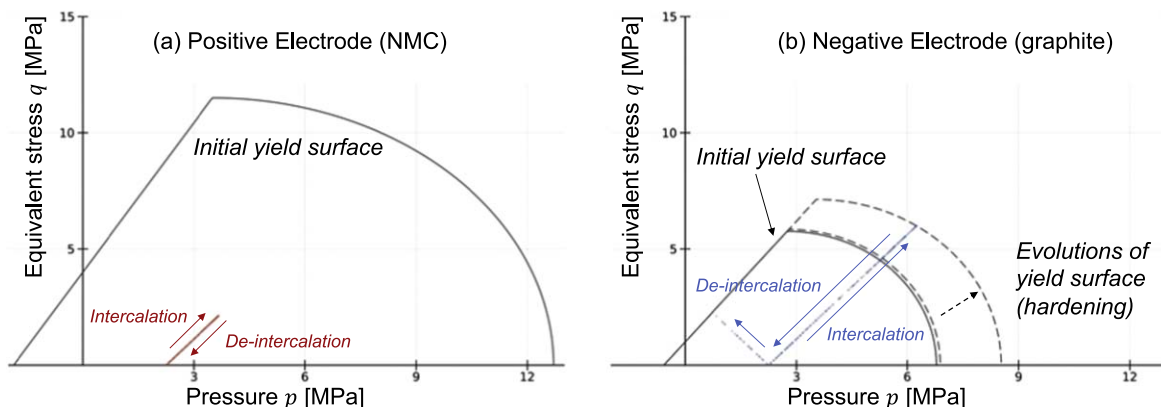 (a) Positive Electrode (NMC)
Equivalent stress q [MPa]
15
10
5
Initial yield surface
Intercalation
De-intercalation
3
6
9
12
Pressure p [MPa]
(b) Negative Electrode (graphite)
Equivalent stress q [MPa]
15
10
5
Initial yield surface
De-intercalation
Intercalation
Evolutions of
yield surface
(hardening)
3
6
9
12
Pressure p [MPa]